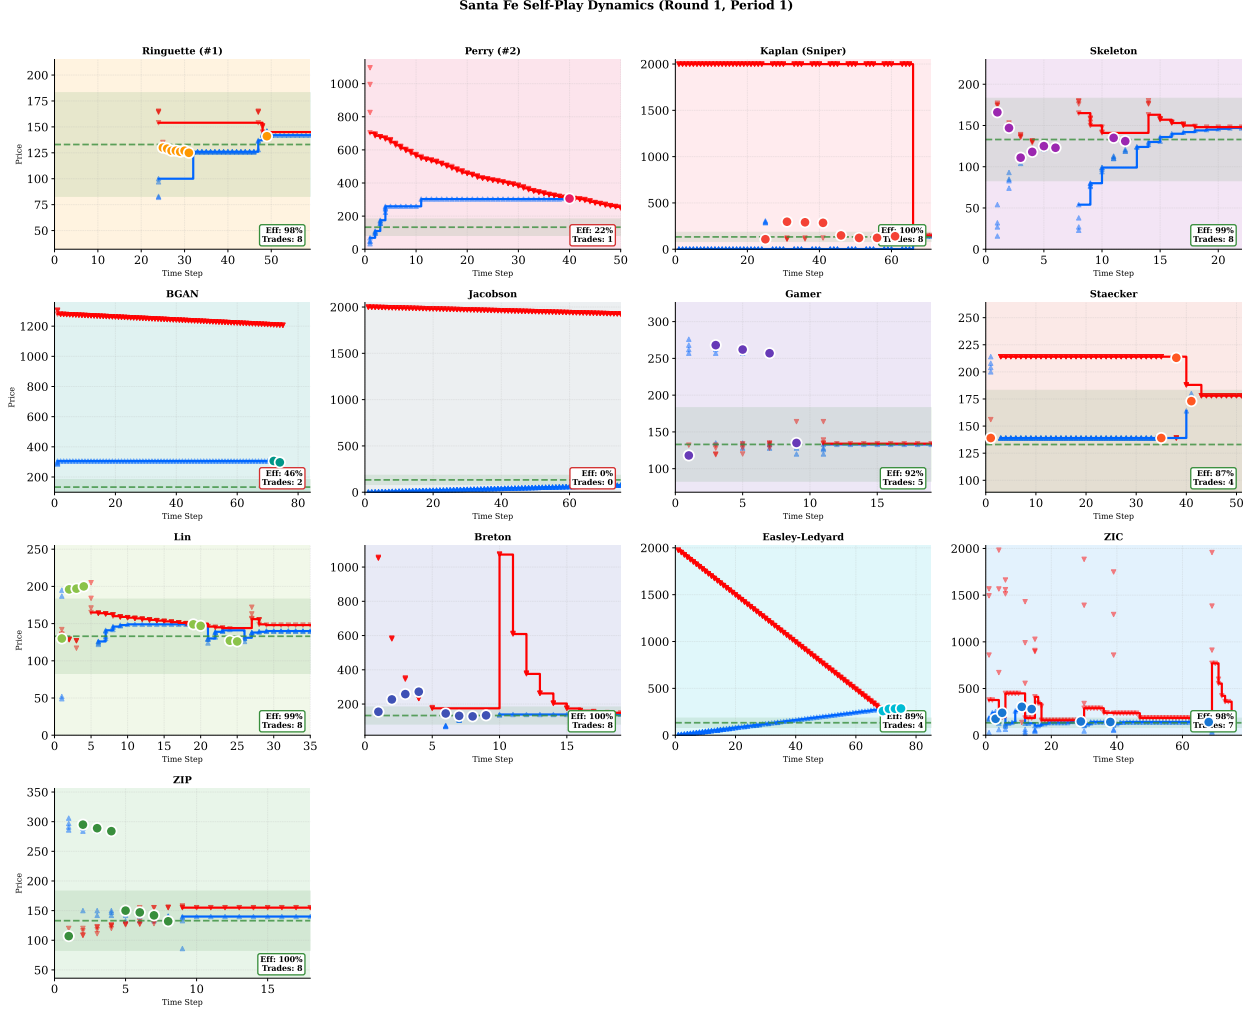 Santa Fe Self-Play Dynamics (Round 1, Period 1)
Ringuette (#1)
Price
200
175
150
125
100
75
50
0 10 20 30 40 50
Time Step
Eff: 98%
Trades: 8
Perry (#2)
1000
800
600
400
200
0
0 10 20 30 40 50
Time Step
Eff: 22%
Trades: 1
Kaplan (Sniper)
2000
1500
1000
500
0
0 20 40 60
Time Step
Eff: 100%
Trades: 8
Skeleton
200
150
100
50
0
0 5 10 15 20
Time Step
Eff: 99%
Trades: 8
BGAN
Price
1200
1000
800
600
400
200
0 20 40 60 80
Time Step
Eff: 46%
Trades: 2
Jacobson
2000
1500
1000
500
0
0 20 40 60
Time Step
Eff: 0%
Trades: 0
Gamer
300
250
200
150
100
0 5 10 15
Time Step
Eff: 92%
Trades: 5
Staecker
250
225
200
175
150
125
100
0 10 20 30 40 50
Time Step
Eff: 87%
Trades: 4
Lin
Price
250
200
150
100
50
0
0 5 10 15 20 25 30 35
Time Step
Eff: 99%
Trades: 8
Breton
1000
800
600
400
200
0 5 10 15
Time Step
Eff: 100%
Trades: 8
Easley-Ledyard
2000
1500
1000
500
0
0 20 40 60 80
Time Step
Eff: 89%
Trades: 4
ZIC
2000
1500
1000
500
0
0 20 40 60
Time Step
Eff: 98%
Trades: 7
ZIP
Price
350
300
250
200
150
100
50
0 5 10 15
Time Step
Eff: 100%
Trades: 8